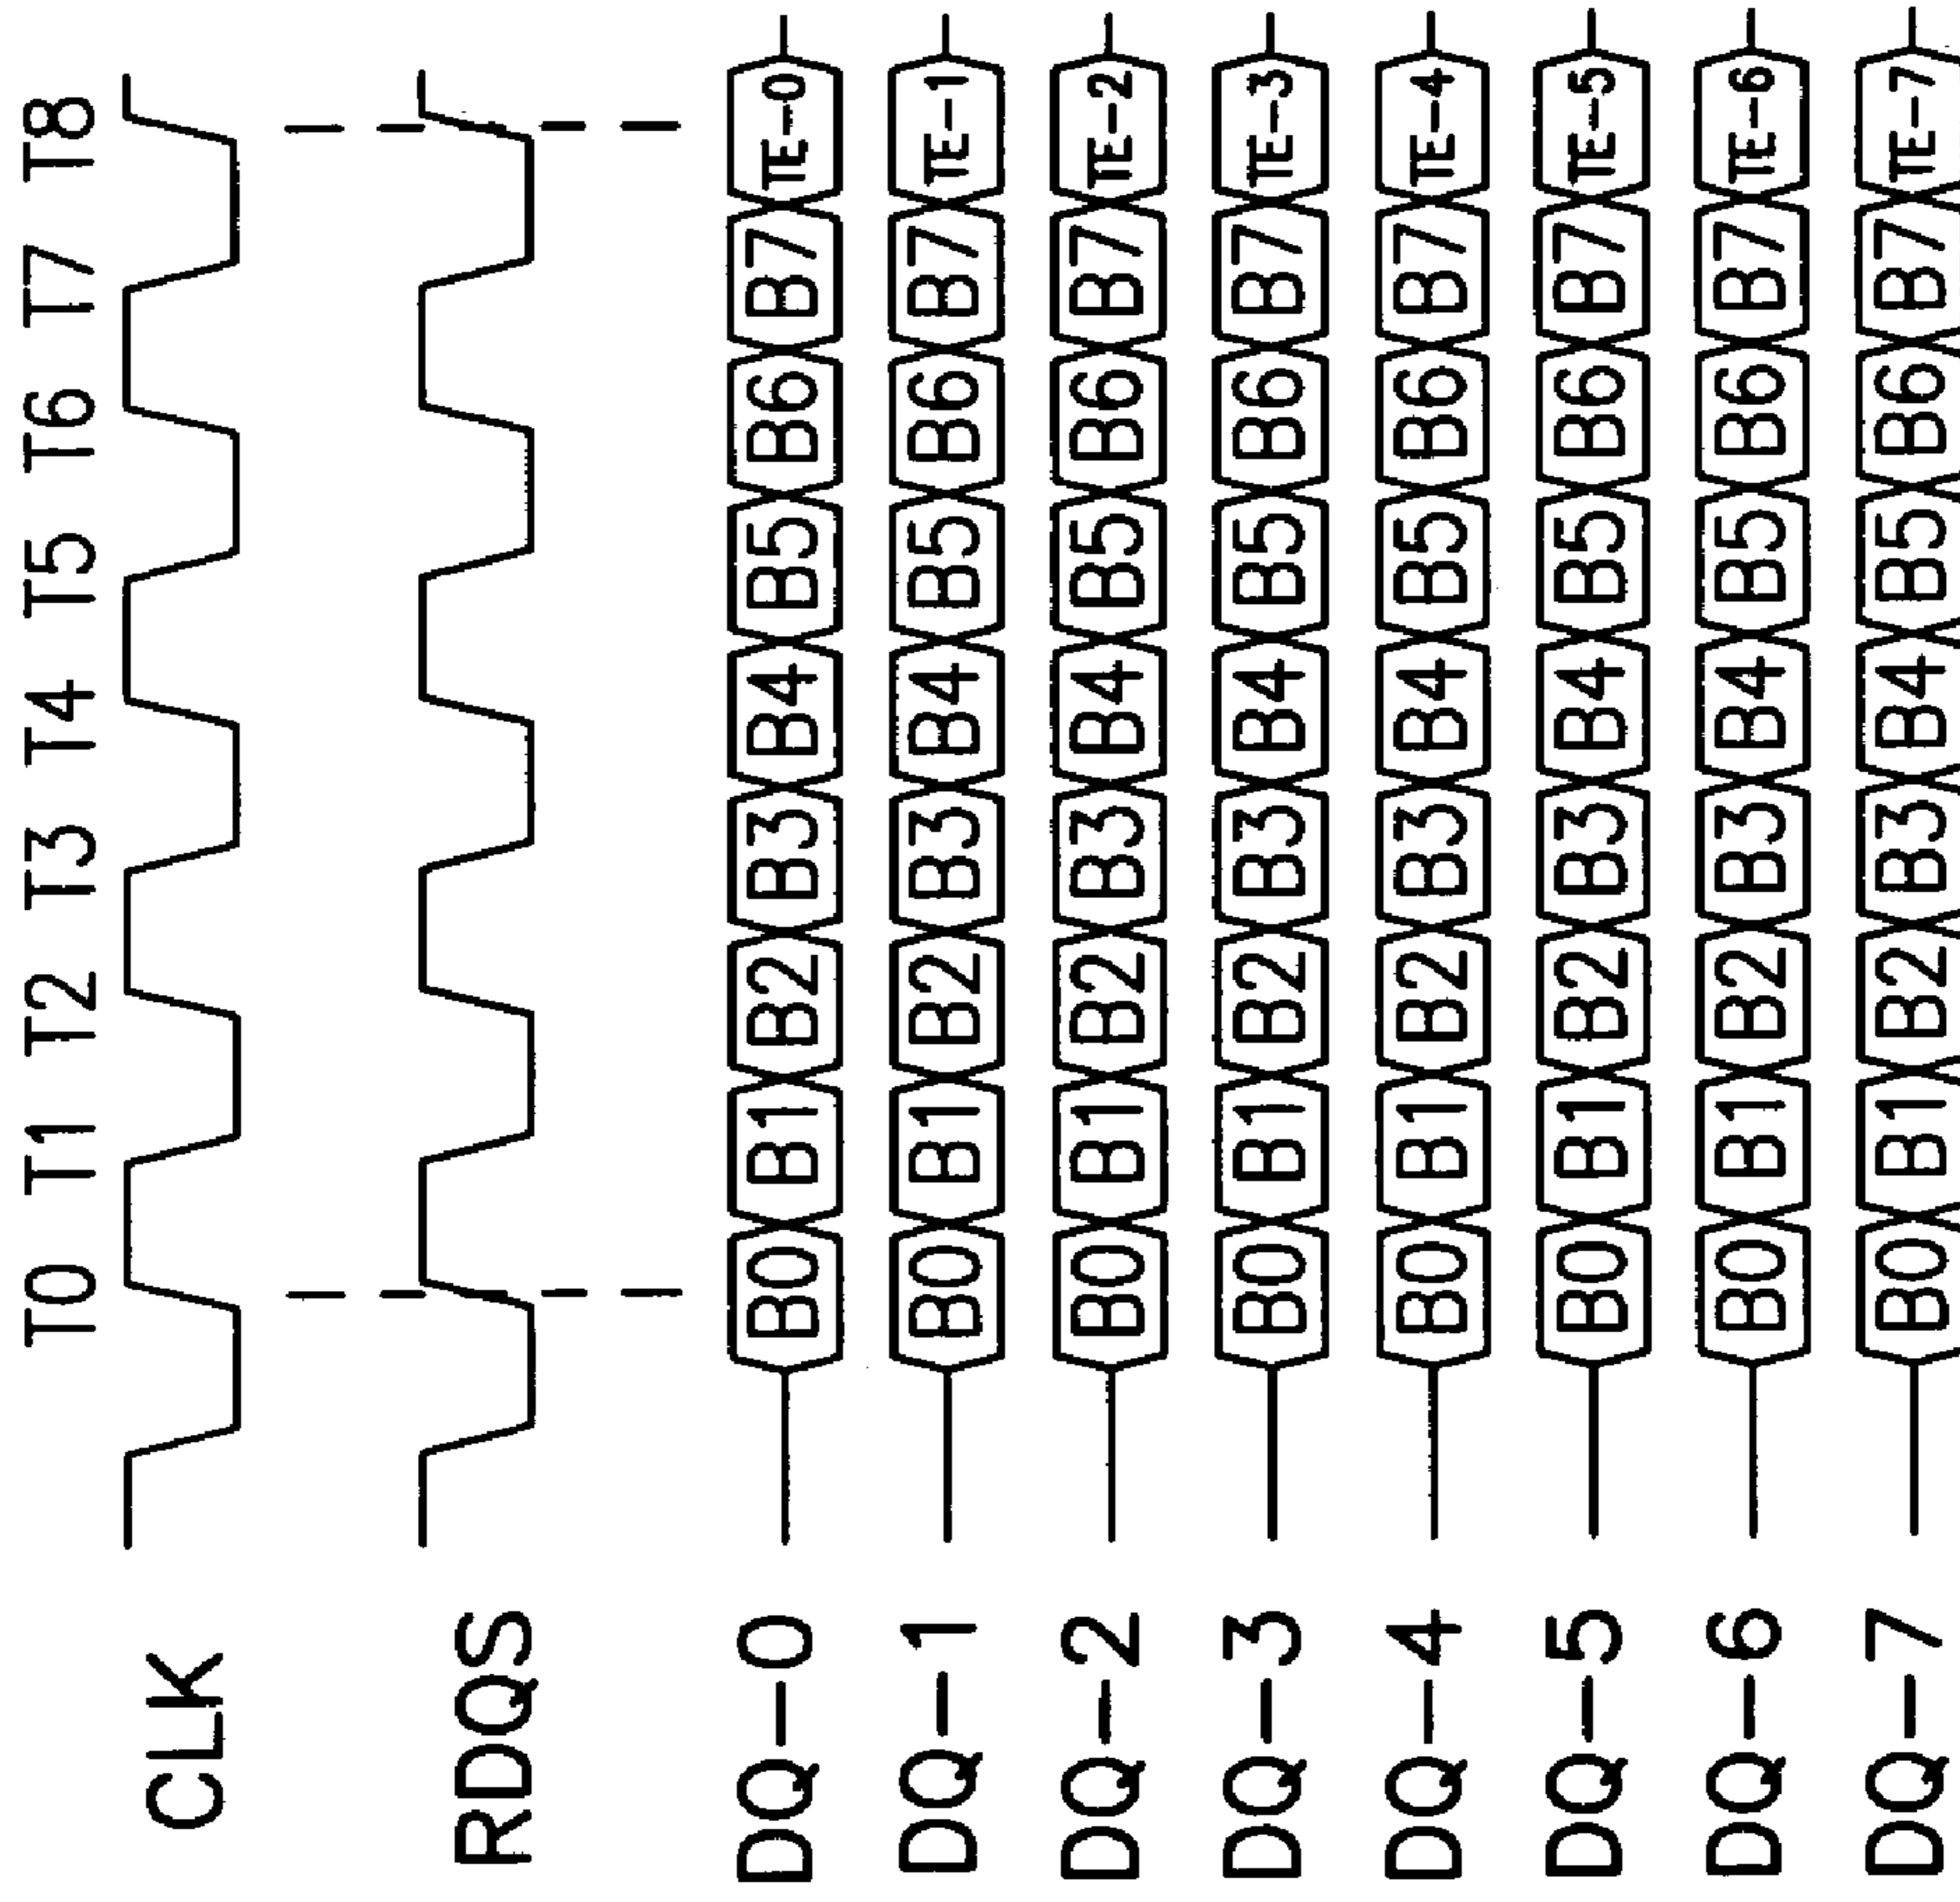 T0 T1 T2 T3 T4 T5 T6 T7 T8
CLK
RDQS
DQ-0 B0 B1 B2 B3 B4 B5 B6 B7 TE-0
DQ-1 B0 B1 B2 B3 B4 B5 B6 B7 TE-1
DQ-2 B0 B1 B2 B3 B4 B5 B6 B7 TE-2
DQ-3 B0 B1 B2 B3 B4 B5 B6 B7 TE-3
DQ-4 B0 B1 B2 B3 B4 B5 B6 B7 TE-4
DQ-5 B0 B1 B2 B3 B4 B5 B6 B7 TE-5
DQ-6 B0 B1 B2 B3 B4 B5 B6 B7 TE-6
DQ-7 B0 B1 B2 B3 B4 B5 B6 B7 TE-7